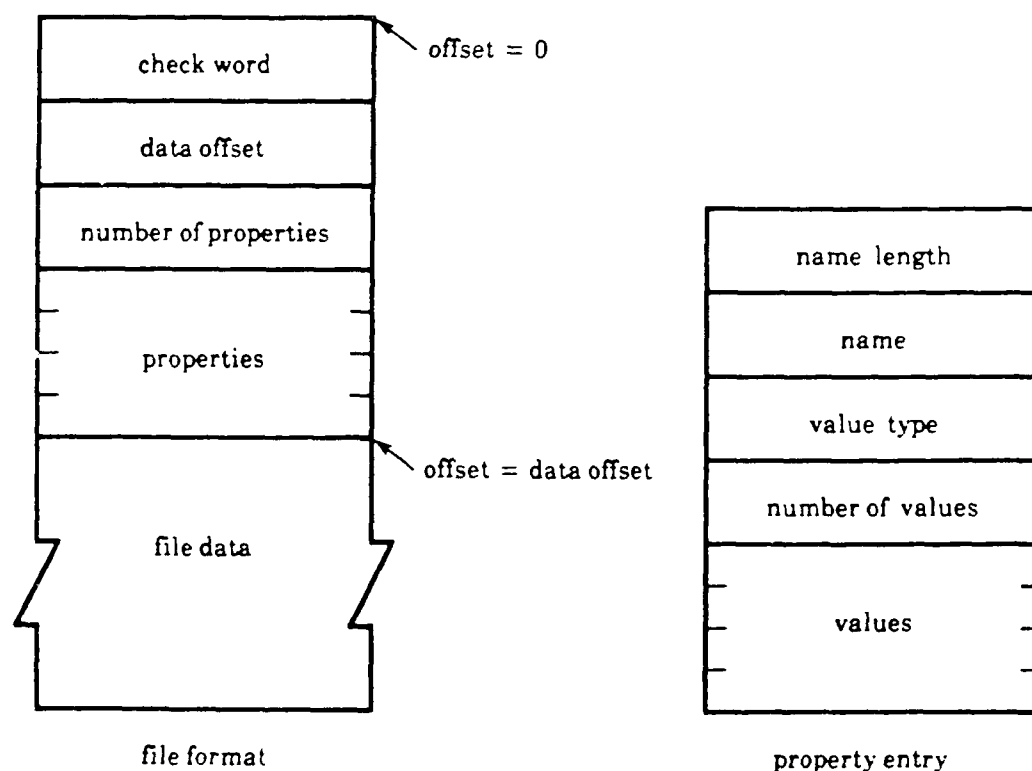 offset = 0
check word
data offset
number of properties
properties
offset = data offset
file data
file format
name length
name
value type
number of values
values
property entry